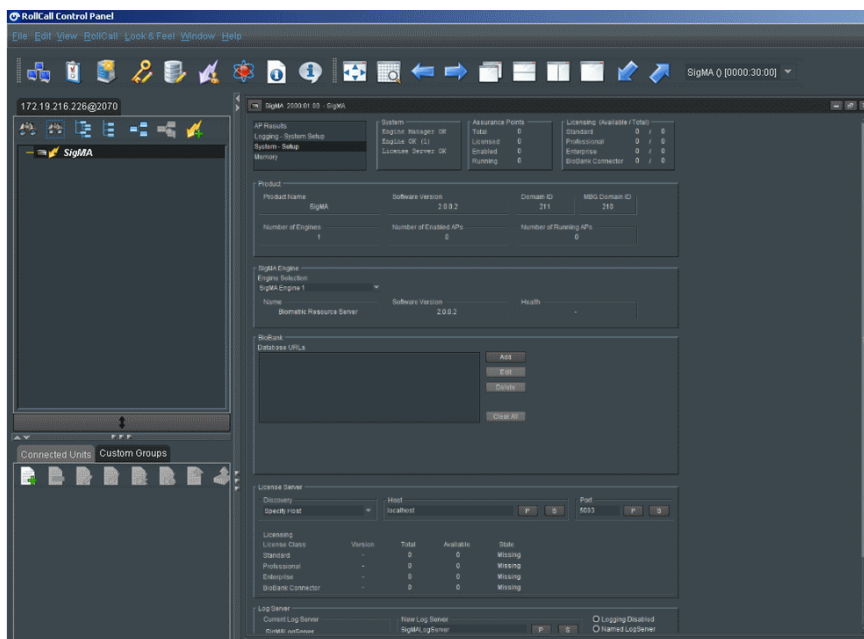 RollCall Control Panel
File Edit View RollCall Look & Feel Window Help
SigMA () [0000:30:00]
172.19.216.226@2070
SigMA
Connected Units Custom Groups
SigMA 2000:01:00 - SigMA
AP Results
Logging - System Setup
System - Setup
Memory
System
Engine Manager OK
Engine OK (1)
License Server OK
Assurance Points
Total 0
Licensed 0
Enabled 0
Running 0
Licensing (Available / Total)
Standard 0 / 0
Professional 0 / 0
Enterprise 0 / 0
BioBank Connector 0 / 0
Product
Product Name Software Version Domain ID MBG Domain ID
SigMA 2.0.0.2 211 210
Number of Engines Number of Enabled APs Number of Running APs
1 0 0
SigMA Engine
Engine Selection
SigMA Engine 1
Name Software Version Health
Biometric Resource Server 2.0.0.2 -
BioBank
Database URLs
Add
Edit
Delete
Clear All
License Server
Discovery Host Port
Specify Host localhost P S 5093 P S
Licensing
License Class Version Total Available State
Standard - 0 0 Missing
Professional - 0 0 Missing
Enterprise - 0 0 Missing
BioBank Connector - 0 0 Missing
Log Server
Current Log Server New Log Server Logging Disabled
SigMALogServer SigMALogServer P S Named LogServer